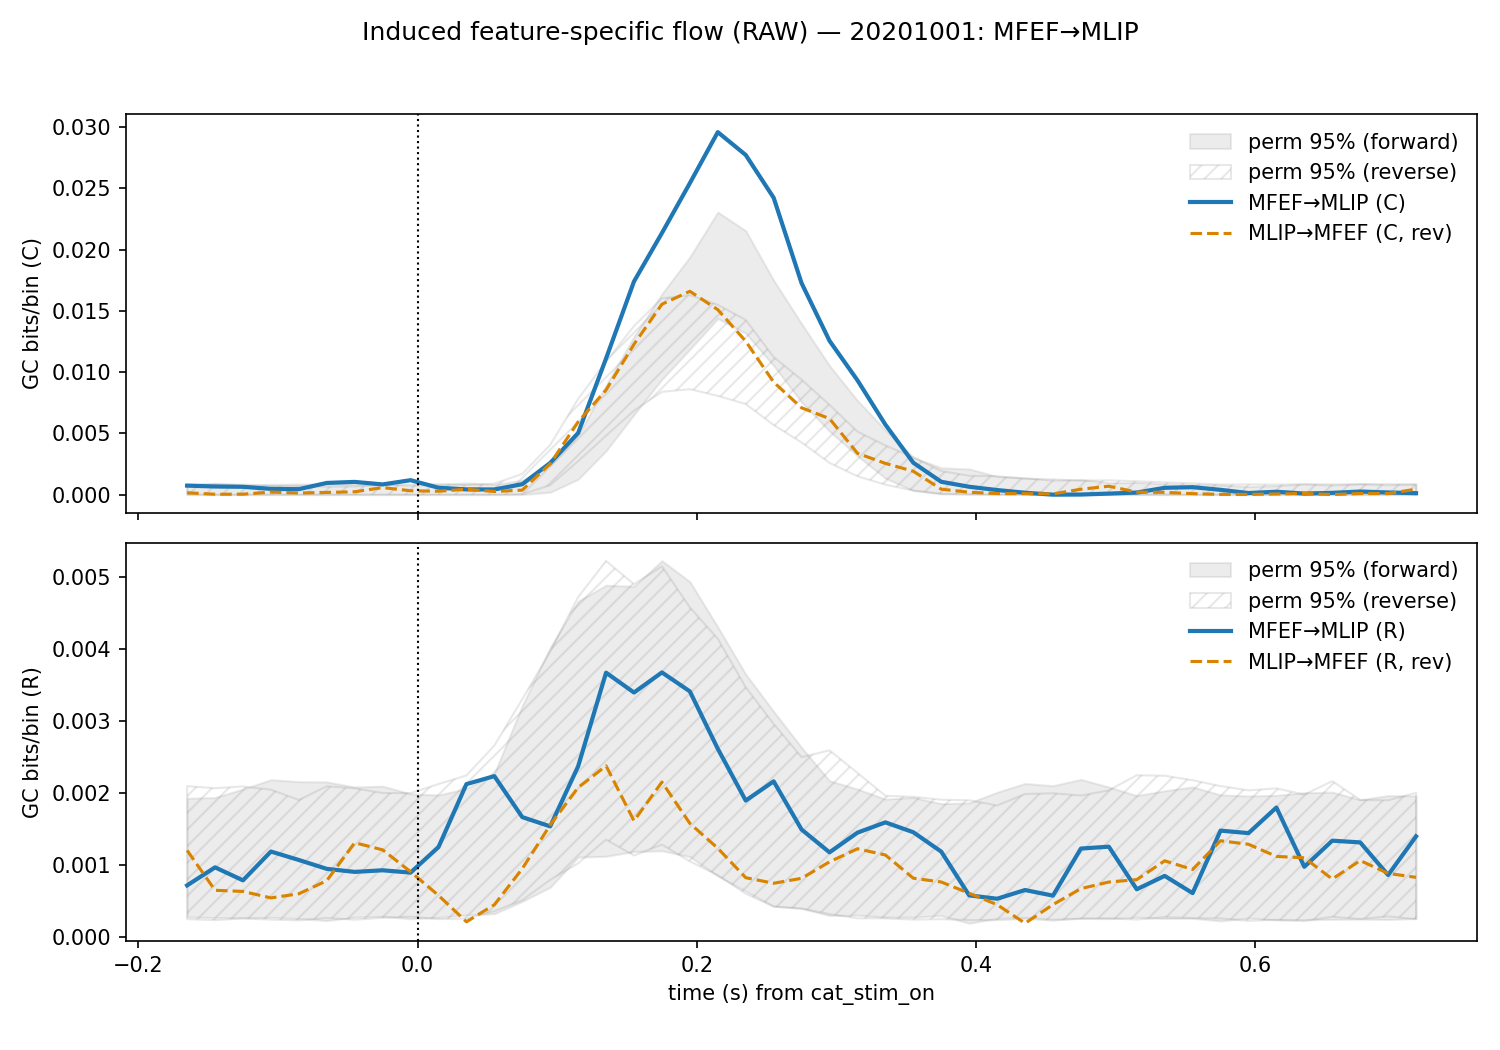 Induced feature-specific flow (RAW) — 20201001: MFEF→MLIP
0.030
0.025
0.020
0.015
0.010
0.005
0.000
GC bits/bin (C)
perm 95% (forward)
perm 95% (reverse)
MFEF→MLIP (C)
MLIP→MFEF (C, rev)
0.005
0.004
0.003
0.002
0.001
0.000
GC bits/bin (R)
perm 95% (forward)
perm 95% (reverse)
MFEF→MLIP (R)
MLIP→MFEF (R, rev)
−0.2 0.0 0.2 0.4 0.6
time (s) from cat_stim_on